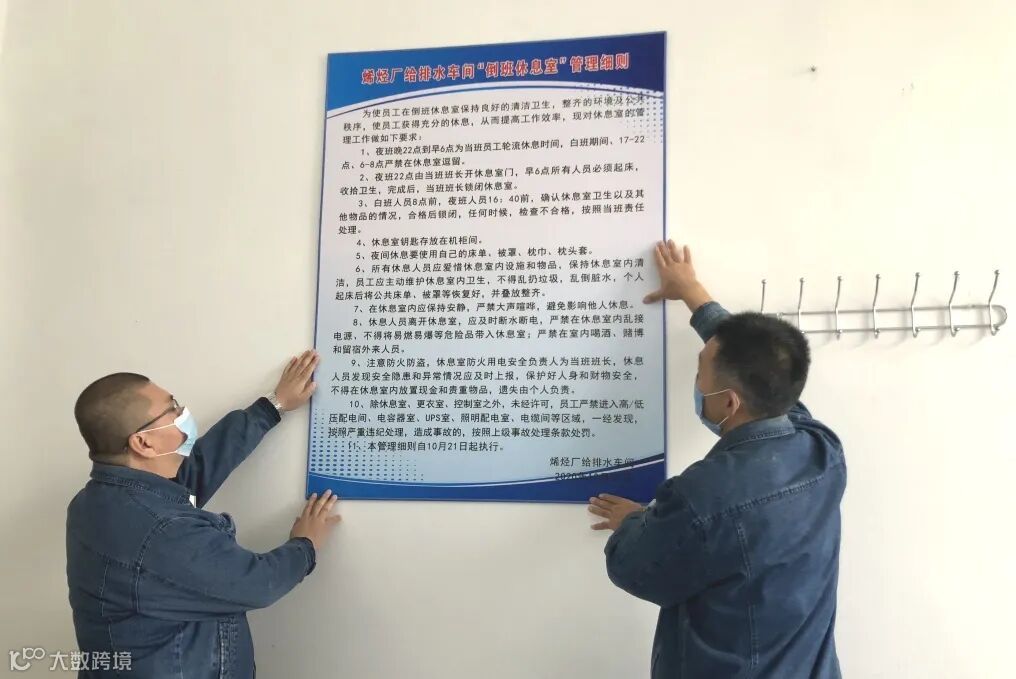 烯烃厂给排水车间“倒班休息室”管理细则
为使员工在倒班休息室保持良好的清洁卫生，整齐的环境及公共
秩序，使员工获得充分的休息，从而提高工作效率，现对休息室的管
理工作做如下要求：
1、夜班晚22点到早6点为当班员工轮流休息时间，白班期间、17-22
点、6-8点严禁在休息室逗留。
2、夜班22点由当班班长开休息室门，早6点所有人员必须起床，
收拾卫生，完成后，当班班长锁闭休息室。
3、白班人员8点前，夜班人员16：40前，确认休息室卫生以及其
他物品的情况，合格后锁闭，任何时候，检查不合格，按照当班责任
处理。
4、休息室钥匙存放在机柜间。
5、夜间休息要使用自己的床单、被罩、枕巾、枕头套。
6、所有休息人员应爱惜休息室内设施和物品，保持休息室内清
洁，员工应主动维护休息室内卫生，不得乱扔垃圾，乱倒脏水，个人
起床后将公共床单、被罩等恢复好，并叠放整齐。
7、在休息室内应保持安静，严禁大声喧哗，避免影响他人休息。
8、休息人员离开休息室，应及时断水断电，严禁在休息室内乱接
电源、不得将易燃易爆等危险品带入休息室；严禁在室内喝酒、赌博
和留宿外来人员。
9、注意防火防盗，休息室防火用电安全负责人为当班班长，休息
人员发现安全隐患和异常情况应及时上报，保护好人身和财物安全，
不得在休息室内放置现金和贵重物品，遗失由个人负责。
10、除休息室、更衣室、控制室之外，未经许可，员工严禁进入高/低
压配电间、电容器室、UPS室、照明配电室、电缆间等区域，一经发现，
按照严重违纪处理，造成事故的，按照上级事故处理条款处罚。
11、本管理细则自10月21日起执行。
烯烃厂给排水车间
大数跨境